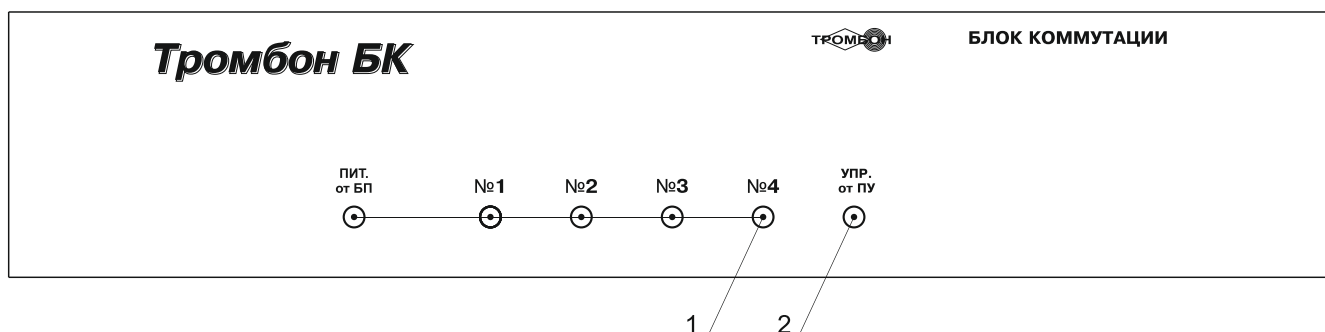 Тромбон БК
ТРОМБОН
БЛОК КОММУТАЦИИ
ПИТ.
от БП
№1
№2
№3
№4
УПР.
от ПУ
1
2